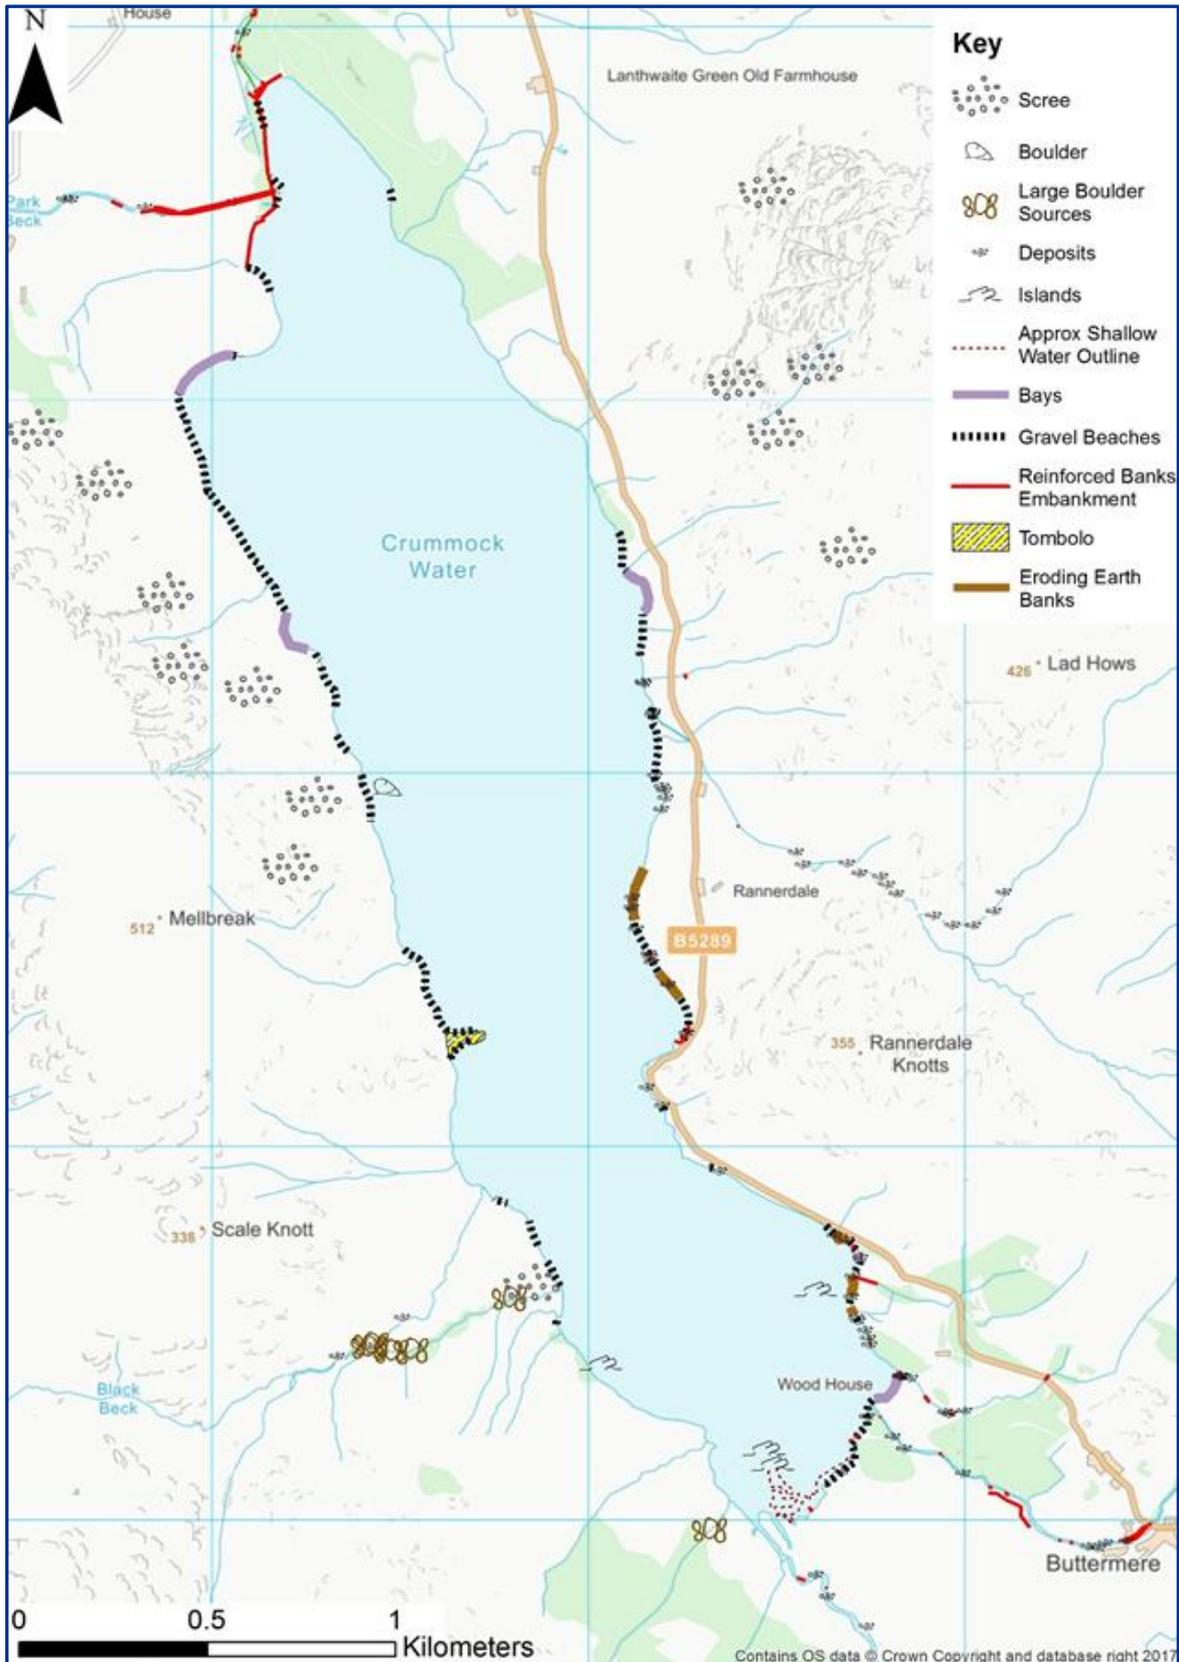 House
N
Lanthwaite Green Old Farmhouse
Key
Scree
Boulder
Large Boulder
Sources
Deposits
Islands
Approx Shallow
Water Outline
Bays
Gravel Beaches
Reinforced Banks
Embankment
Tombolo
Eroding Earth
Banks
Park
Beck
Crummock
Water
426
Lad Hows
512
Mellbreak
Rannerdale
B5289
355
Rannerdale
Knotts
338
Scale Knott
Black
Beck
Wood House
Buttermere
0 0.5 1
Kilometers
Contains OS data © Crown Copyright and database right 2017